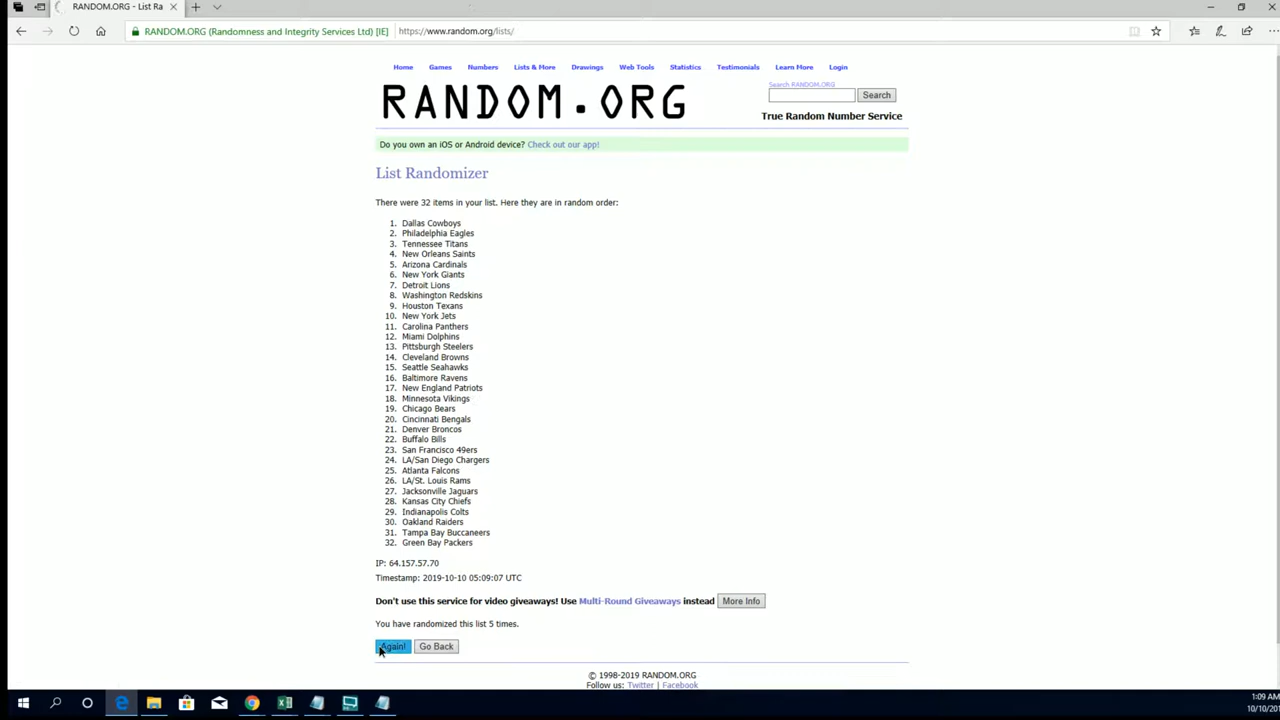 RANDOM.ORG - List Ra
RANDOM.ORG (Randomness and Integrity Services Ltd) [IE] https://www.random.org/lists/
Home Games Numbers Lists & More Drawings Web Tools Statistics Testimonials Learn More Login
Search RANDOM.ORG
RANDOM.ORG
Search
True Random Number Service
Do you own an iOS or Android device? Check out our app!
List Randomizer
There were 32 items in your list. Here they are in random order:
1. Dallas Cowboys
2. Philadelphia Eagles
3. Tennessee Titans
4. New Orleans Saints
5. Arizona Cardinals
6. New York Giants
7. Detroit Lions
8. Washington Redskins
9. Houston Texans
10. New York Jets
11. Carolina Panthers
12. Miami Dolphins
13. Pittsburgh Steelers
14. Cleveland Browns
15. Seattle Seahawks
16. Baltimore Ravens
17. New England Patriots
18. Minnesota Vikings
19. Chicago Bears
20. Cincinnati Bengals
21. Denver Broncos
22. Buffalo Bills
23. San Francisco 49ers
24. LA/San Diego Chargers
25. Atlanta Falcons
26. LA/St. Louis Rams
27. Jacksonville Jaguars
28. Kansas City Chiefs
29. Indianapolis Colts
30. Oakland Raiders
31. Tampa Bay Buccaneers
32. Green Bay Packers
IP: 64.157.57.70
Timestamp: 2019-10-10 05:09:07 UTC
Don't use this service for video giveaways! Use Multi-Round Giveaways instead More Info
You have randomized this list 5 times.
Again! Go Back
© 1998-2019 RANDOM.ORG
Follow us: Twitter | Facebook
1:09 AM
10/10/201